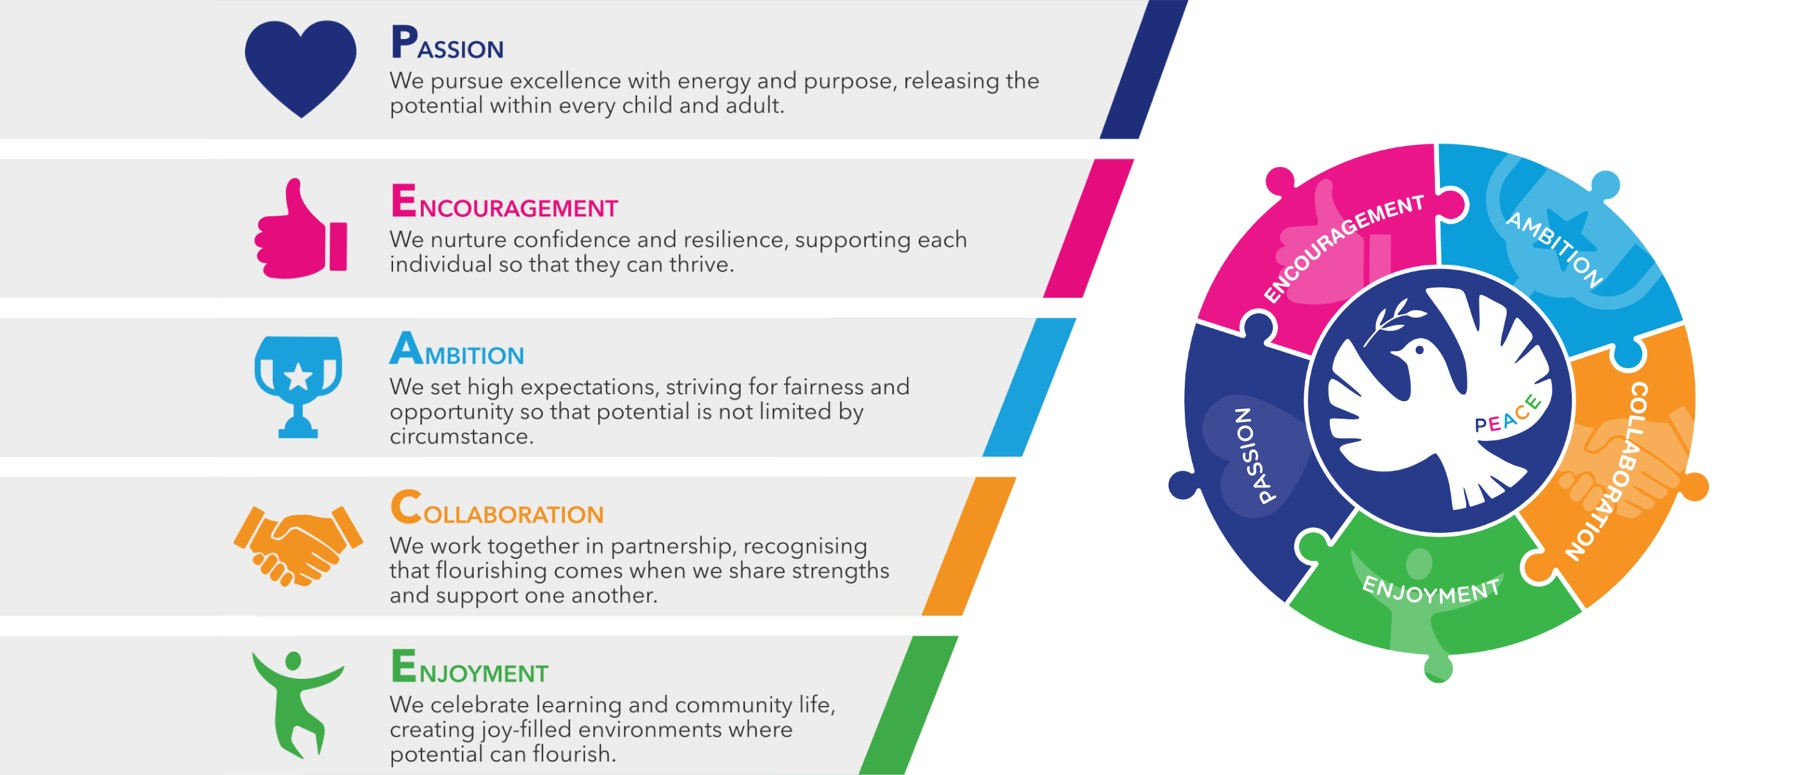 PASSION
We pursue excellence with energy and purpose, releasing the
potential within every child and adult.
ENCOURAGEMENT
We nurture confidence and resilience, supporting each
individual so that they can thrive.
AMBITION
We set high expectations, striving for fairness and
opportunity so that potential is not limited by
circumstance.
COLLABORATION
We work together in partnership, recognising
that flourishing comes when we share strengths
and support one another.
ENJOYMENT
We celebrate learning and community life,
creating joy-filled environments where
potential can flourish.
ENCOURAGEMENT
AMBITION
COLLABORATION
ENJOYMENT
PASSION
PEACE